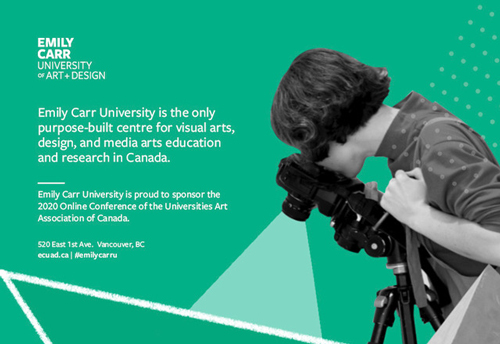 EMILY
CARR
UNIVERSITY
OF ART + DESIGN
Emily Carr University is the only
purpose-built centre for visual arts,
design, and media arts education
and research in Canada.
Emily Carr University is proud to sponsor the
2020 Online Conference of the Universities Art
Association of Canada.
520 East 1st Ave. Vancouver, BC
ecuad.ca | #emilycarru